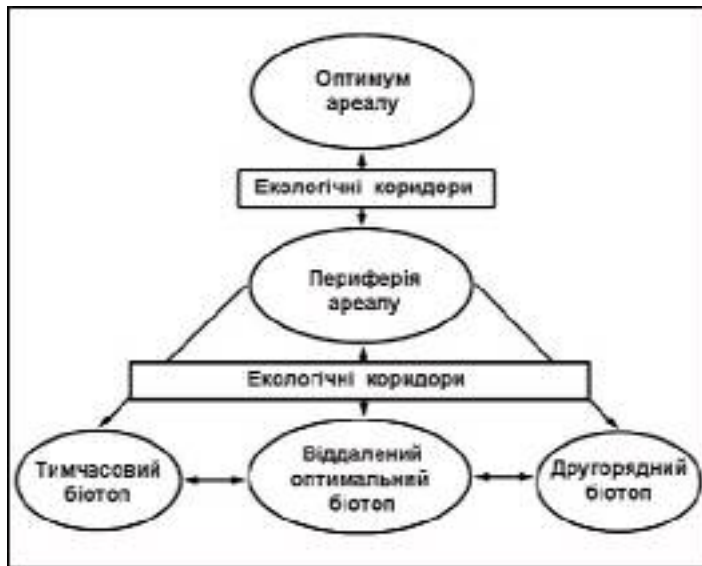 Оптимум
ареалу
Екологічні коридори
Периферія
ареалу
Екологічні коридори
Тимчасовий
біотоп
Віддалений
оптимальний
біотоп
Другорядний
біотоп